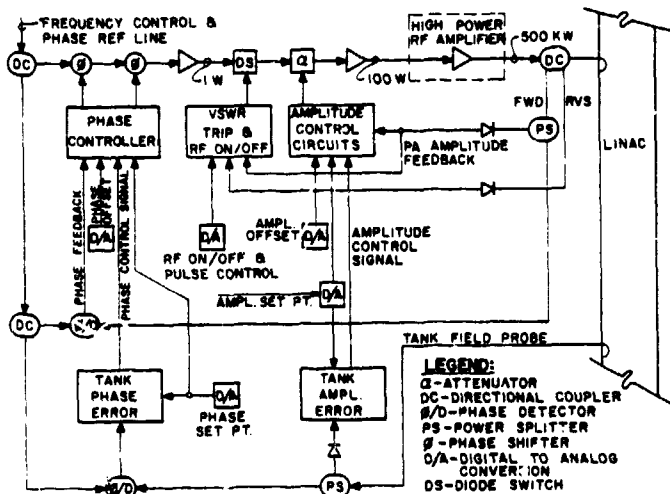 FREQUENCY CONTROL &
PHASE REF LINE
HIGH POWER
RF AMPLIFIER
500 KW
DC
Ø
Ø
1 W
DS
α
100 W
DC
FWD
RVS
PHASE
CONTROLLER
VSWR
TRIP &
RF ON/OFF
AMPLITUDE
CONTROL
CIRCUITS
PA AMPLITUDE
FEEDBACK
PS
LINAC
PHASE FEEDBACK
PHASE OFFSET
D/A
PHASE CONTROL SIGNAL
D/A
RF ON/OFF &
PULSE CONTROL
AMPL.
OFFSET
D/A
AMPLITUDE
CONTROL
SIGNAL
AMPL. SET PT.
D/A
DC
Ø/D
TANK FIELD PROBE
TANK
PHASE
ERROR
D/A
PHASE
SET PT.
TANK
AMPL.
ERROR
Ø/D
PS
LEGEND:
α-ATTENUATOR
DC-DIRECTIONAL COUPLER
Ø/D-PHASE DETECTOR
PS-POWER SPLITTER
Ø-PHASE SHIFTER
D/A-DIGITAL TO ANALOG
CONVERTION
DS-DIODE SWITCH